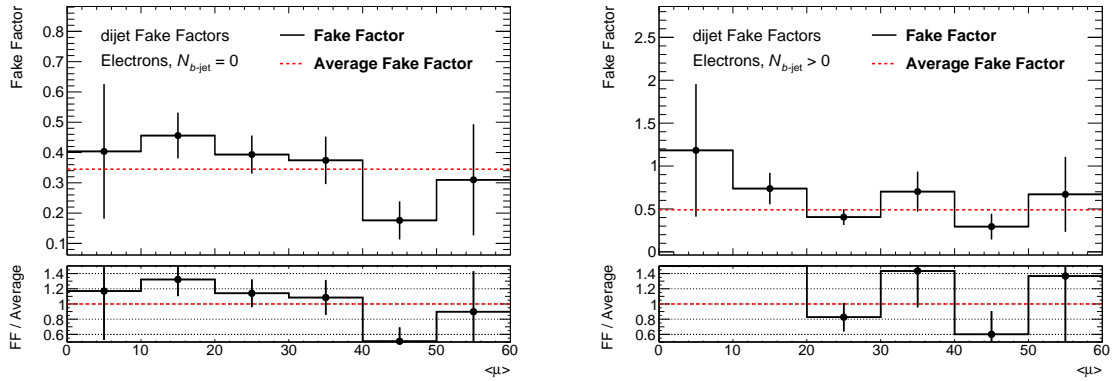 Fake Factor
0.8
0.7
0.6
0.5
0.4
0.3
0.2
0.1
dijet Fake Factors
Electrons, N b-jet = 0
Fake Factor
Average Fake Factor
FF / Average
1.4
1.2
1
0.8
0.6
0 10 20 30 40 50 60
<μ>
Fake Factor
2.5
2
1.5
1
0.5
0
dijet Fake Factors
Electrons, N b-jet > 0
Fake Factor
Average Fake Factor
FF / Average
1.4
1.2
1
0.8
0.6
0 10 20 30 40 50 60
<μ>